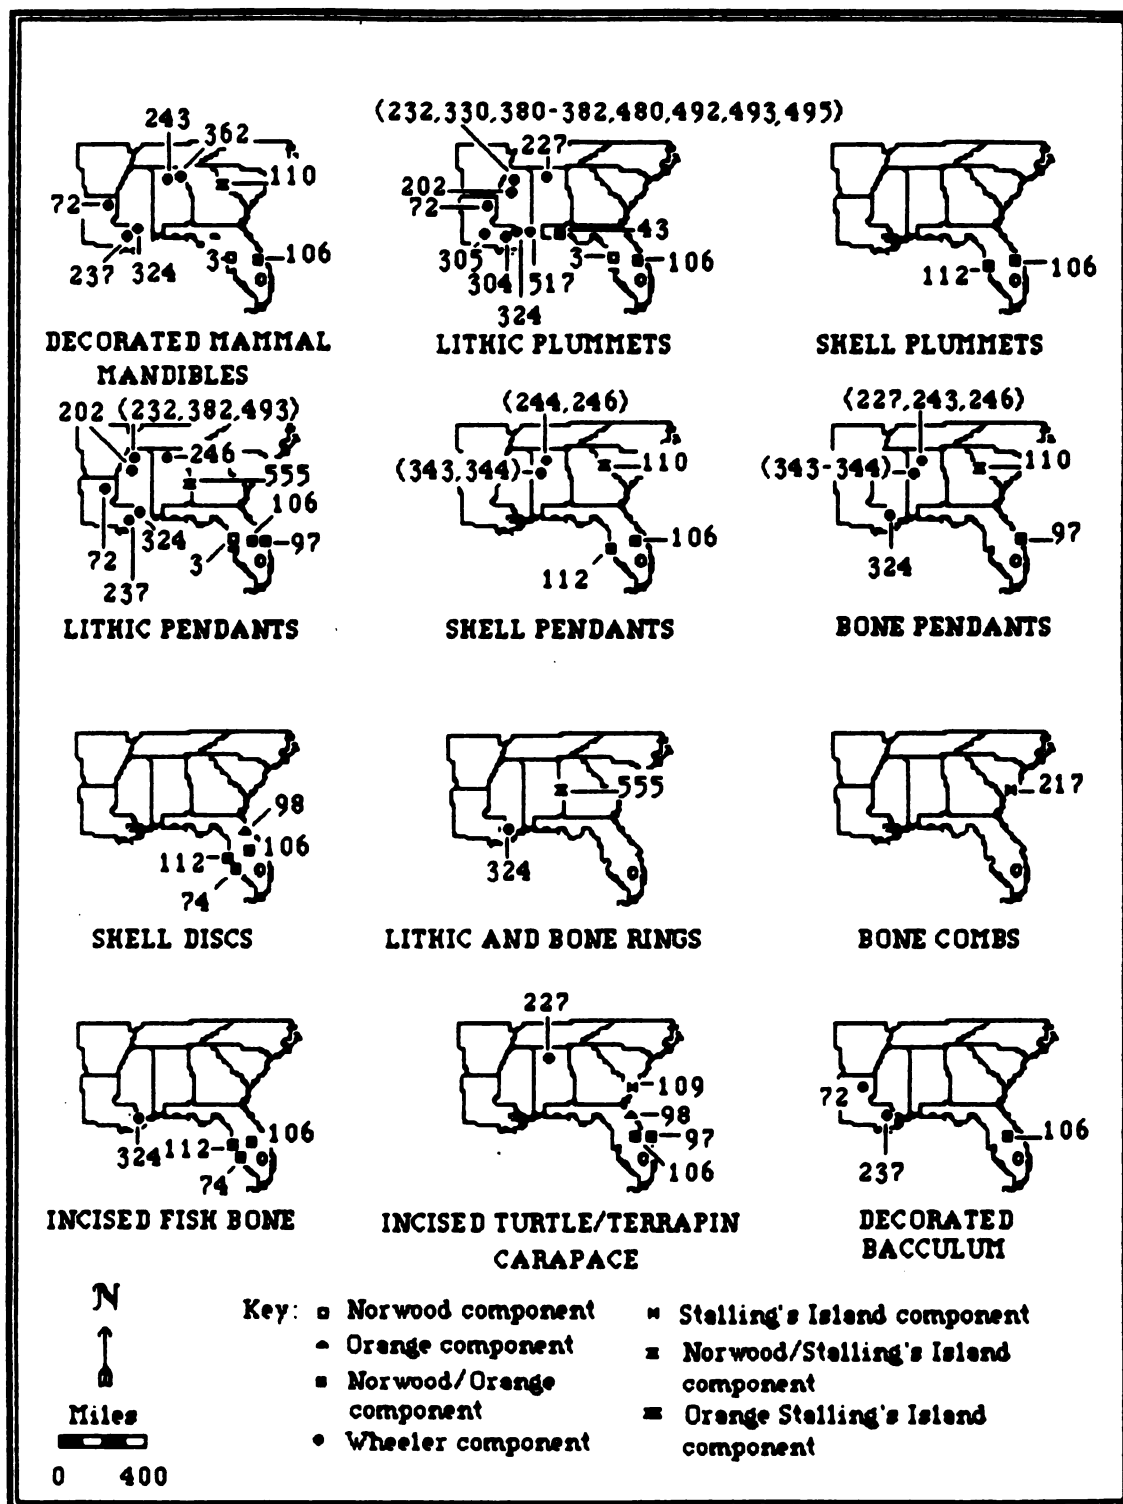 (232,330,380-382,480,492,493,495)
243
362
110
72
237
324
3
106
DECORATED MAMMAL
MANDIBLES
227
202
72
305
304
517
324
43
3
106
LITHIC PLUMMETS
112
106
SHELL PLUMMETS
202
(232,382,493)
246
555
106
72
324
3
97
237
LITHIC PENDANTS
(244,246)
(343,344)
110
106
112
SHELL PENDANTS
(227,243,246)
(343-344)
110
97
324
BONE PENDANTS
98
106
112
74
SHELL DISCS
555
324
LITHIC AND BONE RINGS
217
BONE COMBS
324
112
106
74
INCISED FISH BONE
227
109
98
97
106
INCISED TURTLE/TERRAPIN
CARAPACE
72
237
106
DECORATED
BACCULUM
N
Miles
0 400
Key:
Norwood component
Orange component
Norwood/Orange
component
Wheeler component
Stalling's Island component
Norwood/Stalling's Island
component
Orange Stalling's Island
component